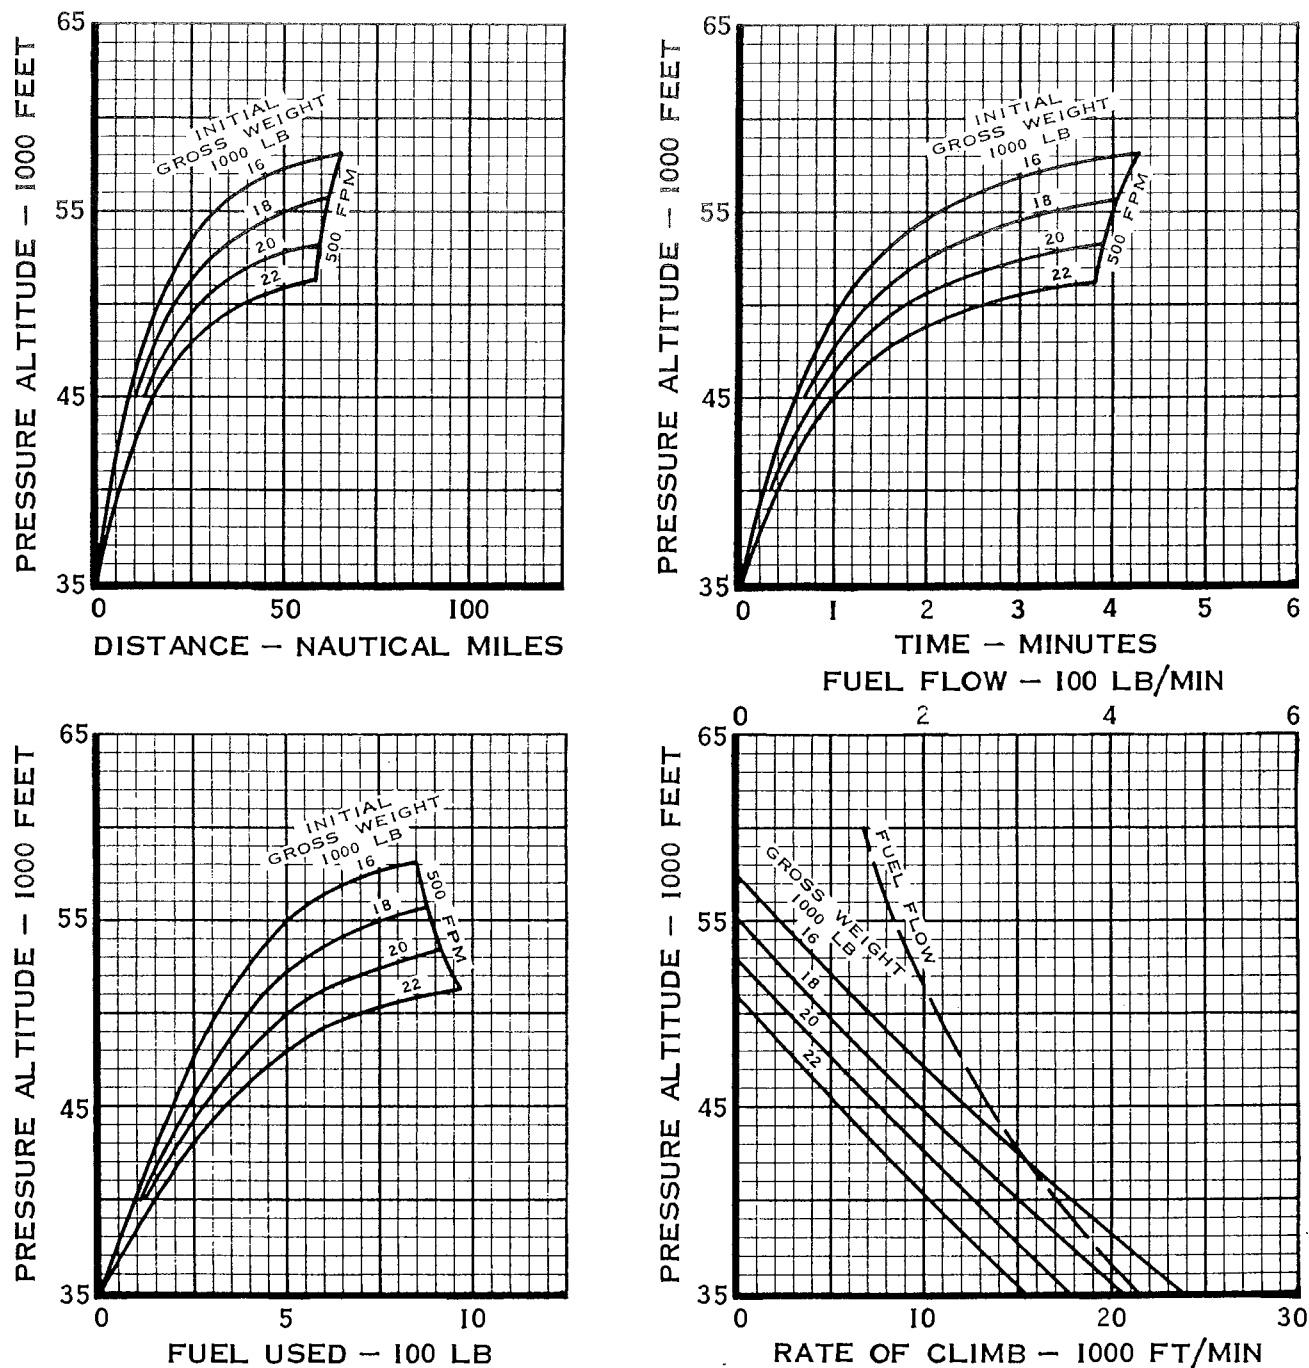 PRESSURE ALTITUDE – 1000 FEET
65
55
45
35
INITIAL
GROSS WEIGHT
1000 LB
16
18
20
22
500 FPM
0 50 100
DISTANCE – NAUTICAL MILES
PRESSURE ALTITUDE – 1000 FEET
65
55
45
35
INITIAL
GROSS WEIGHT
1000 LB
16
18
20
22
500 FPM
0 1 2 3 4 5 6
TIME – MINUTES
PRESSURE ALTITUDE – 1000 FEET
65
55
45
35
INITIAL
GROSS WEIGHT
1000 LB
16
18
20
22
500 FPM
0 5 10
FUEL USED – 100 LB
FUEL FLOW – 100 LB/MIN
0 2 4 6
PRESSURE ALTITUDE – 1000 FEET
65
55
45
35
FUEL FLOW
GROSS WEIGHT
1000 LB
16
18
20
22
0 10 20 30
RATE OF CLIMB – 1000 FT/MIN